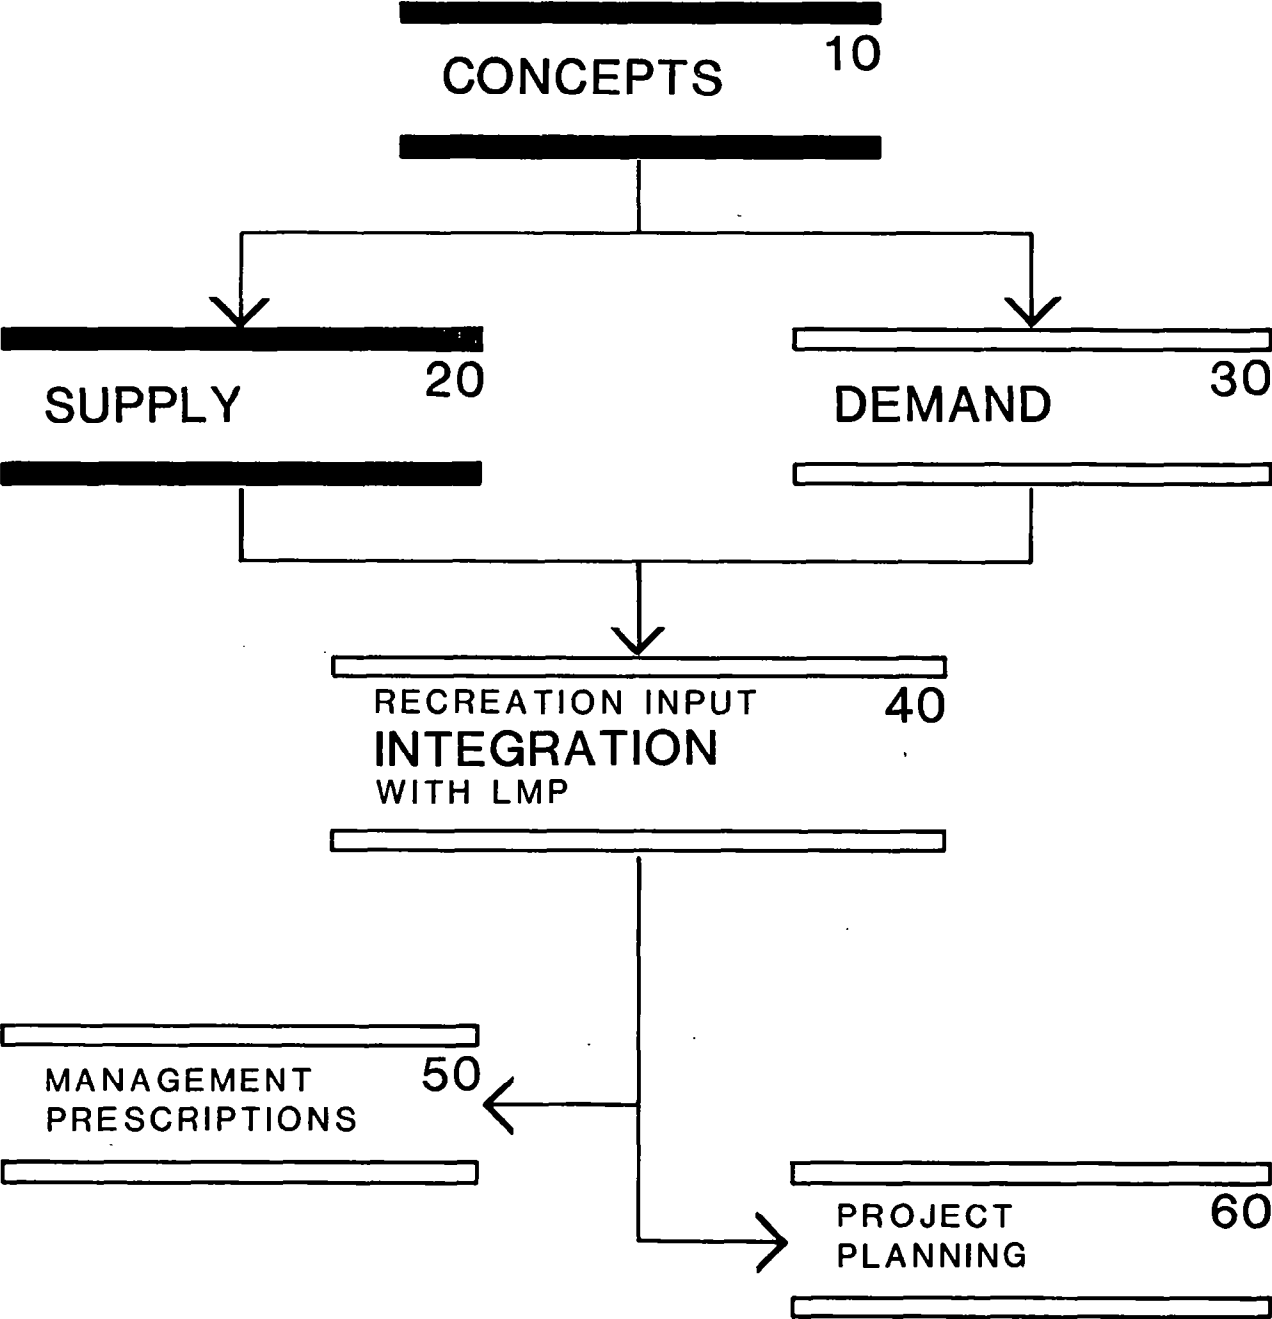 10
CONCEPTS
20
SUPPLY
30
DEMAND
RECREATION INPUT 40
INTEGRATION
WITH LMP
50
MANAGEMENT
PRESCRIPTIONS
60
PROJECT
PLANNING